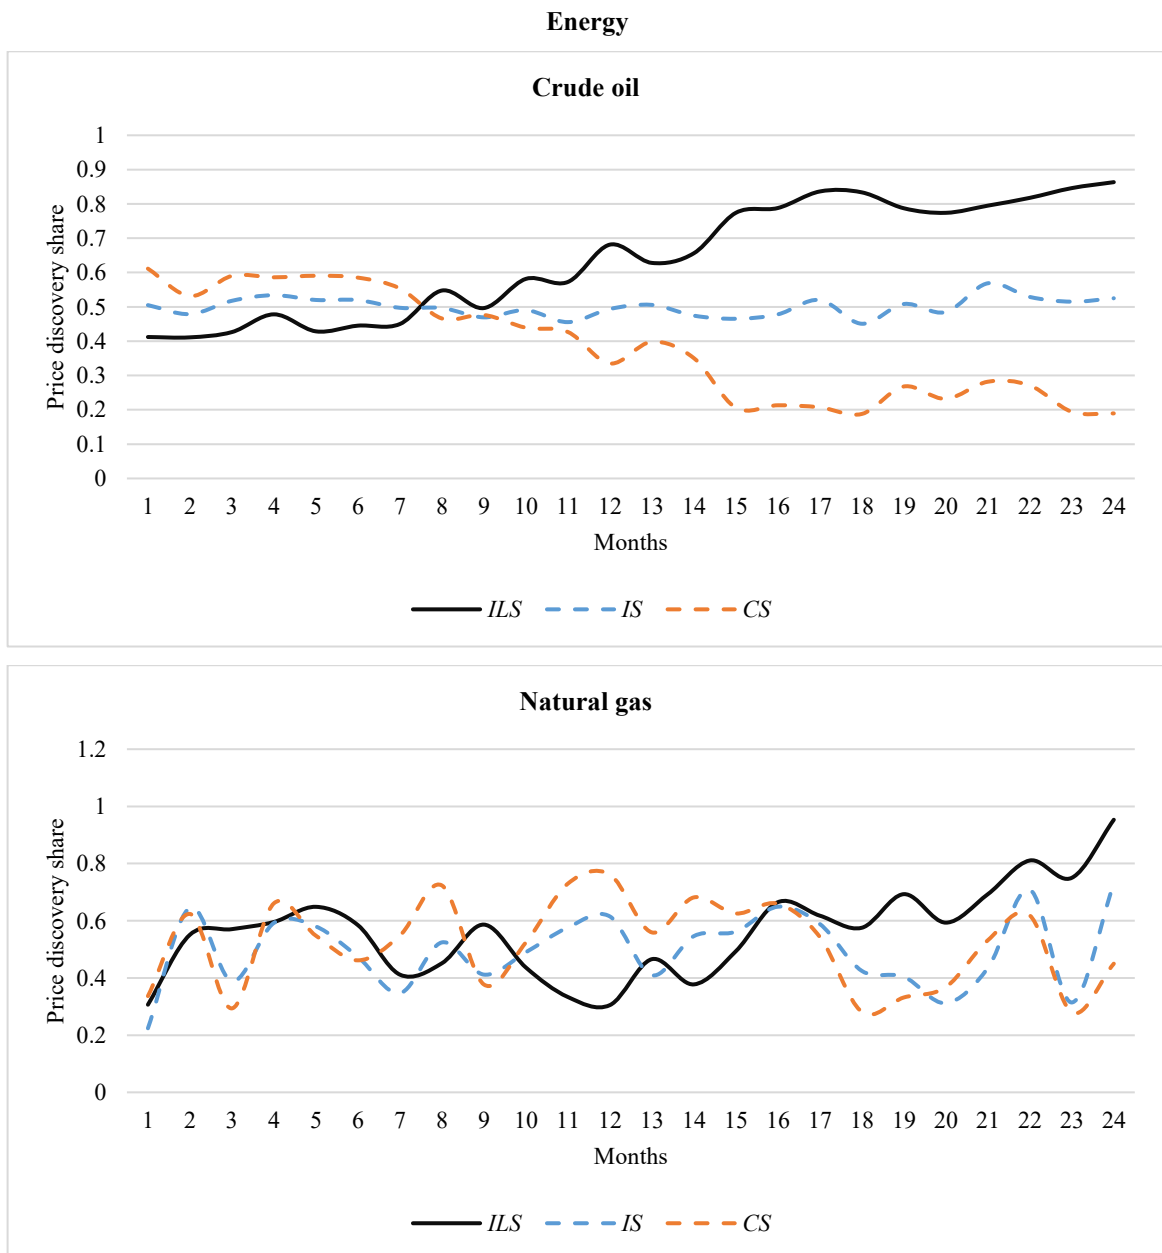 Energy
Crude oil
Price discovery share
1
0.9
0.8
0.7
0.6
0.5
0.4
0.3
0.2
0.1
0
1 2 3 4 5 6 7 8 9 10 11 12 13 14 15 16 17 18 19 20 21 22 23 24
Months
ILS IS CS
Natural gas
Price discovery share
1.2
1
0.8
0.6
0.4
0.2
0
1 2 3 4 5 6 7 8 9 10 11 12 13 14 15 16 17 18 19 20 21 22 23 24
Months
ILS IS CS